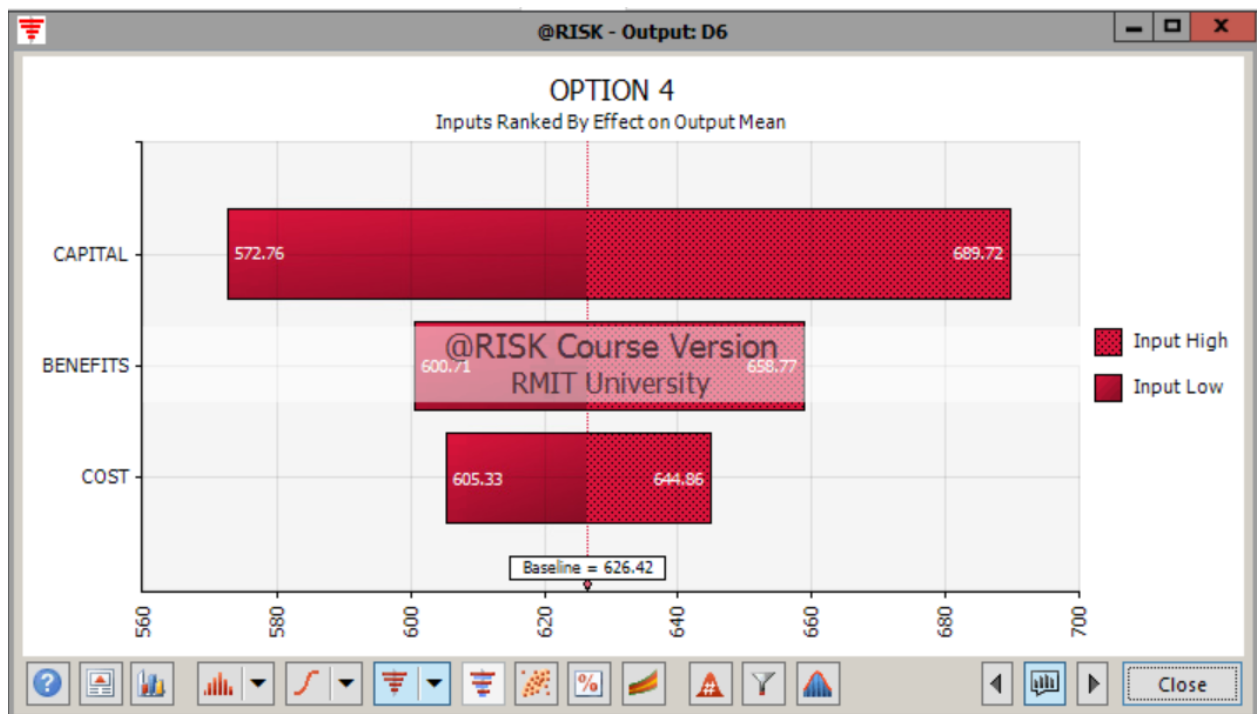 @RISK - Output: D6
OPTION 4
Inputs Ranked By Effect on Output Mean
CAPITAL
572.76
689.72
BENEFITS
@RISK Course Version
600.71
658.77
RMIT University
COST
605.33
644.86
Input High
Input Low
Baseline = 626.42
560
580
600
620
640
660
680
700
Close